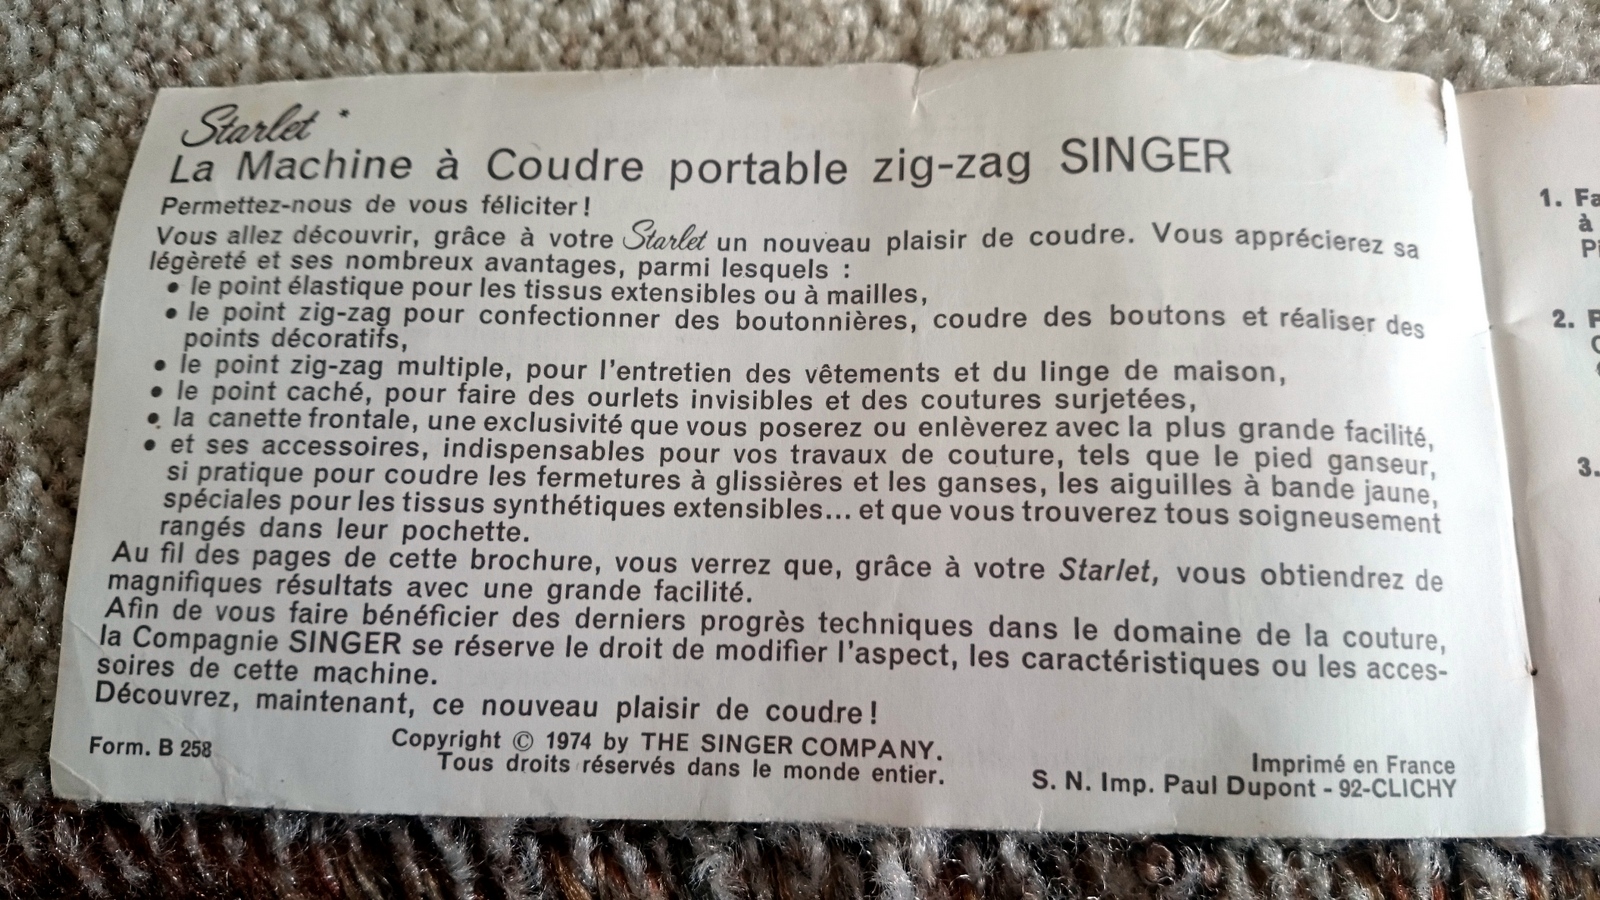 Starlet *
La Machine à Coudre portable zig-zag SINGER
Permettez-nous de vous féliciter !
Vous allez découvrir, grâce à votre Starlet un nouveau plaisir de coudre. Vous apprécierez sa
légèreté et ses nombreux avantages, parmi lesquels :
• le point élastique pour les tissus extensibles ou à mailles,
• le point zig-zag pour confectionner des boutonnières, coudre des boutons et réaliser des
points décoratifs,
• le point zig-zag multiple, pour l'entretien des vêtements et du linge de maison,
• le point caché, pour faire des ourlets invisibles et des coutures surjetées,
• la canette frontale, une exclusivité que vous poserez ou enlèverez avec la plus grande facilité,
• et ses accessoires, indispensables pour vos travaux de couture, tels que le pied ganseur,
si pratique pour coudre les fermetures à glissières et les ganses, les aiguilles à bande jaune,
spéciales pour les tissus synthétiques extensibles... et que vous trouverez tous soigneusement
rangés dans leur pochette.
Au fil des pages de cette brochure, vous verrez que, grâce à votre Starlet, vous obtiendrez de
magnifiques résultats avec une grande facilité.
Afin de vous faire bénéficier des derniers progrès techniques dans le domaine de la couture,
la Compagnie SINGER se réserve le droit de modifier l'aspect, les caractéristiques ou les acces-
soires de cette machine.
Découvrez, maintenant, ce nouveau plaisir de coudre !
Form. B 258
Copyright © 1974 by THE SINGER COMPANY.
Tous droits réservés dans le monde entier.
Imprimé en France
S. N. Imp. Paul Dupont - 92-CLICHY
1. Fa
à
2.
3.